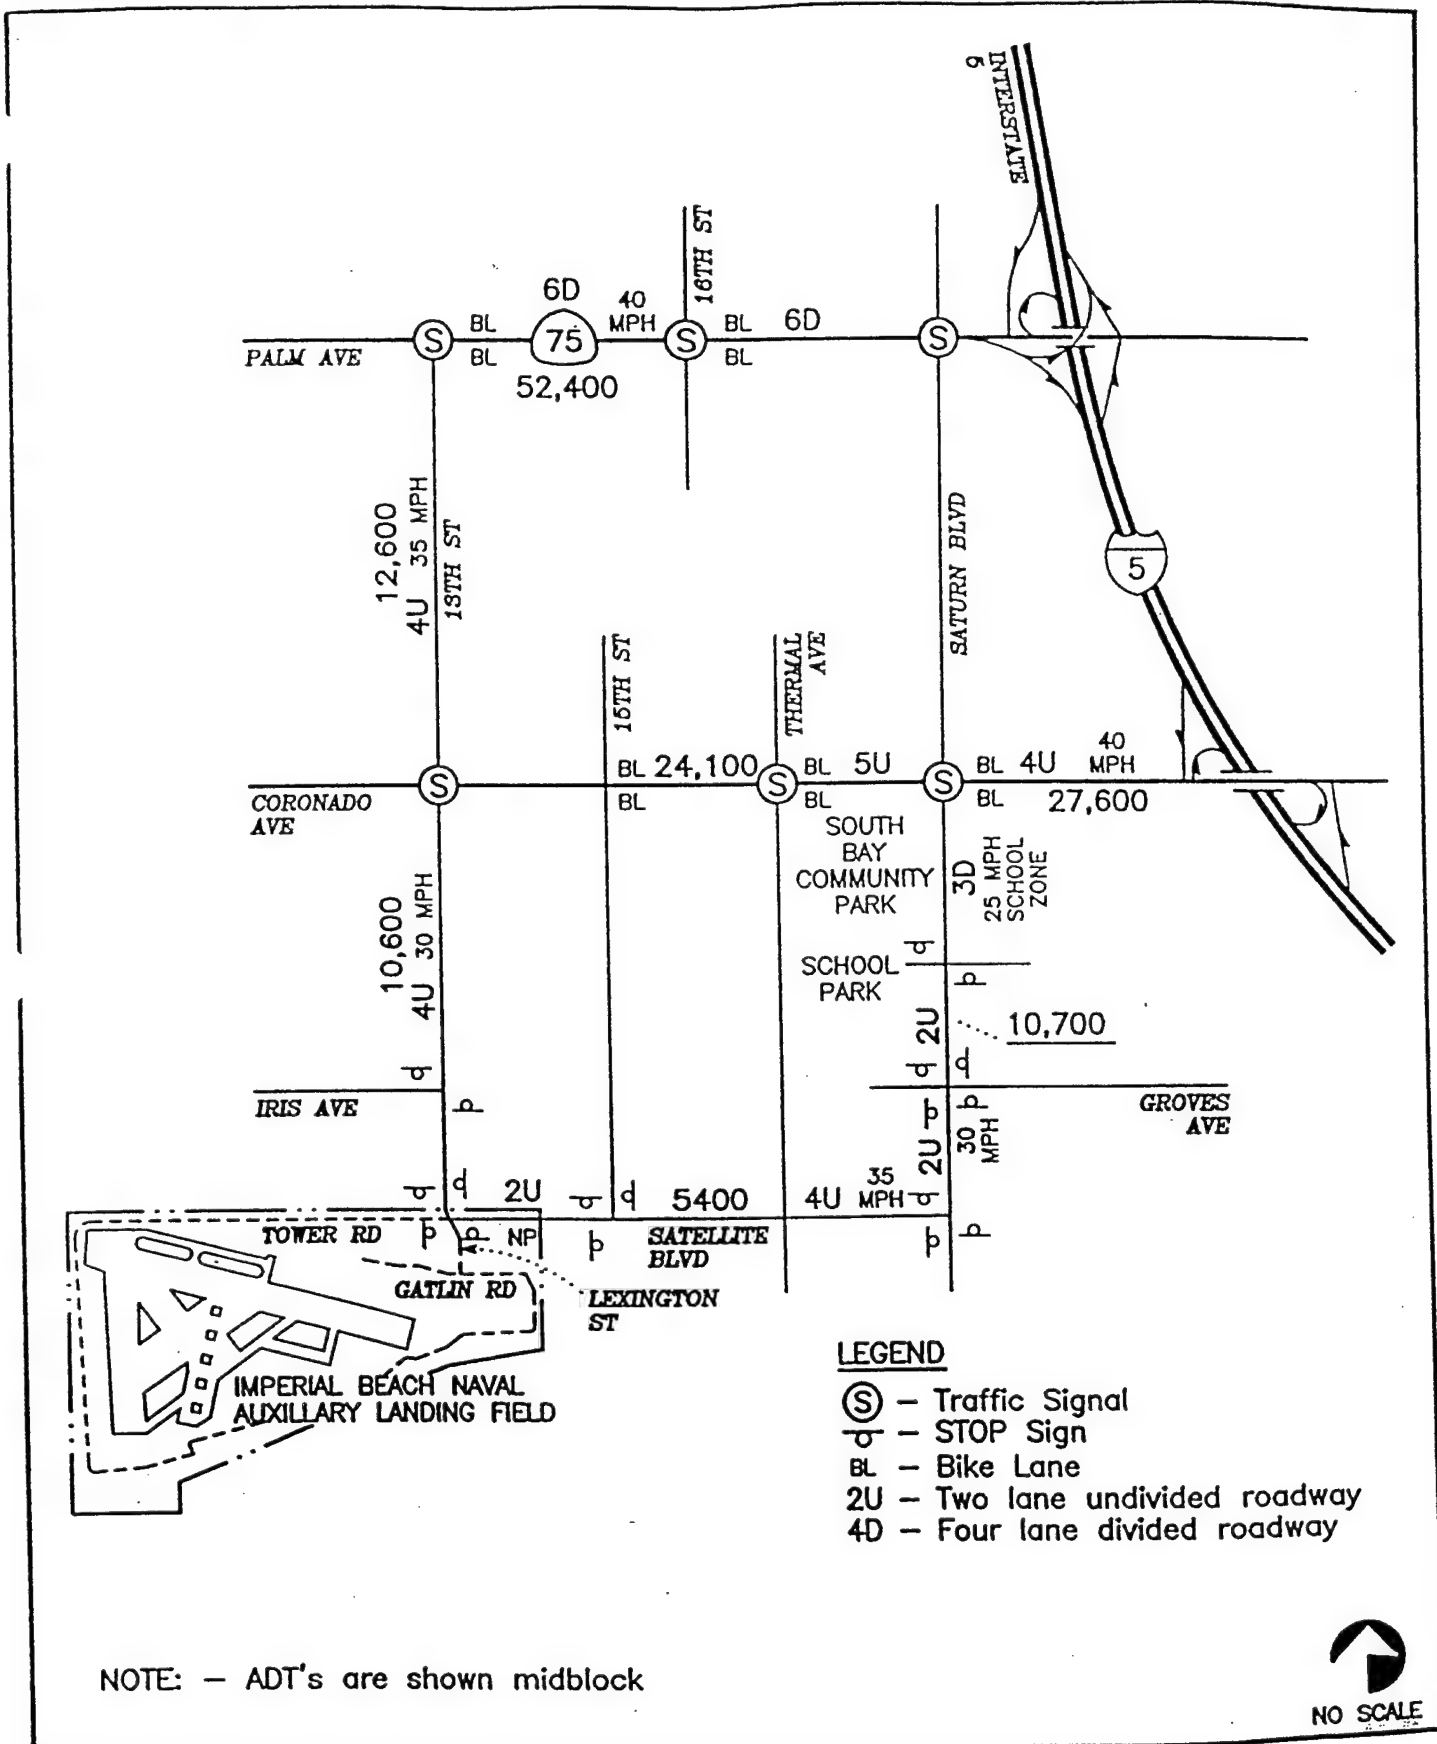 INTERSTATE
5
16TH ST
6D
40
MPH
BL
75
BL
BL
6D
BL
PALM AVE
52,400
12,600
4U 35 MPH
13TH ST
SATURN BLVD
5
15TH ST
THERMAL
AVE
BL 24,100
BL
BL 5U
BL
BL 4U
40
MPH
BL
27,600
CORONADO
AVE
SOUTH
BAY
COMMUNITY
PARK
3D
25 MPH
SCHOOL
ZONE
10,600
4U 30 MPH
SCHOOL
PARK
2U
10,700
IRIS AVE
GROVES
AVE
2U
30
MPH
2U
5400
4U
35
MPH
TOWER RD
NP
SATELLITE
BLVD
GATLIN RD
LEXINGTON
ST
IMPERIAL BEACH NAVAL
AUXILLARY LANDING FIELD
LEGEND
S – Traffic Signal
– STOP Sign
BL – Bike Lane
2U – Two lane undivided roadway
4D – Four lane divided roadway
NOTE: – ADT's are shown midblock
NO SCALE
S
S
S
S
S
S